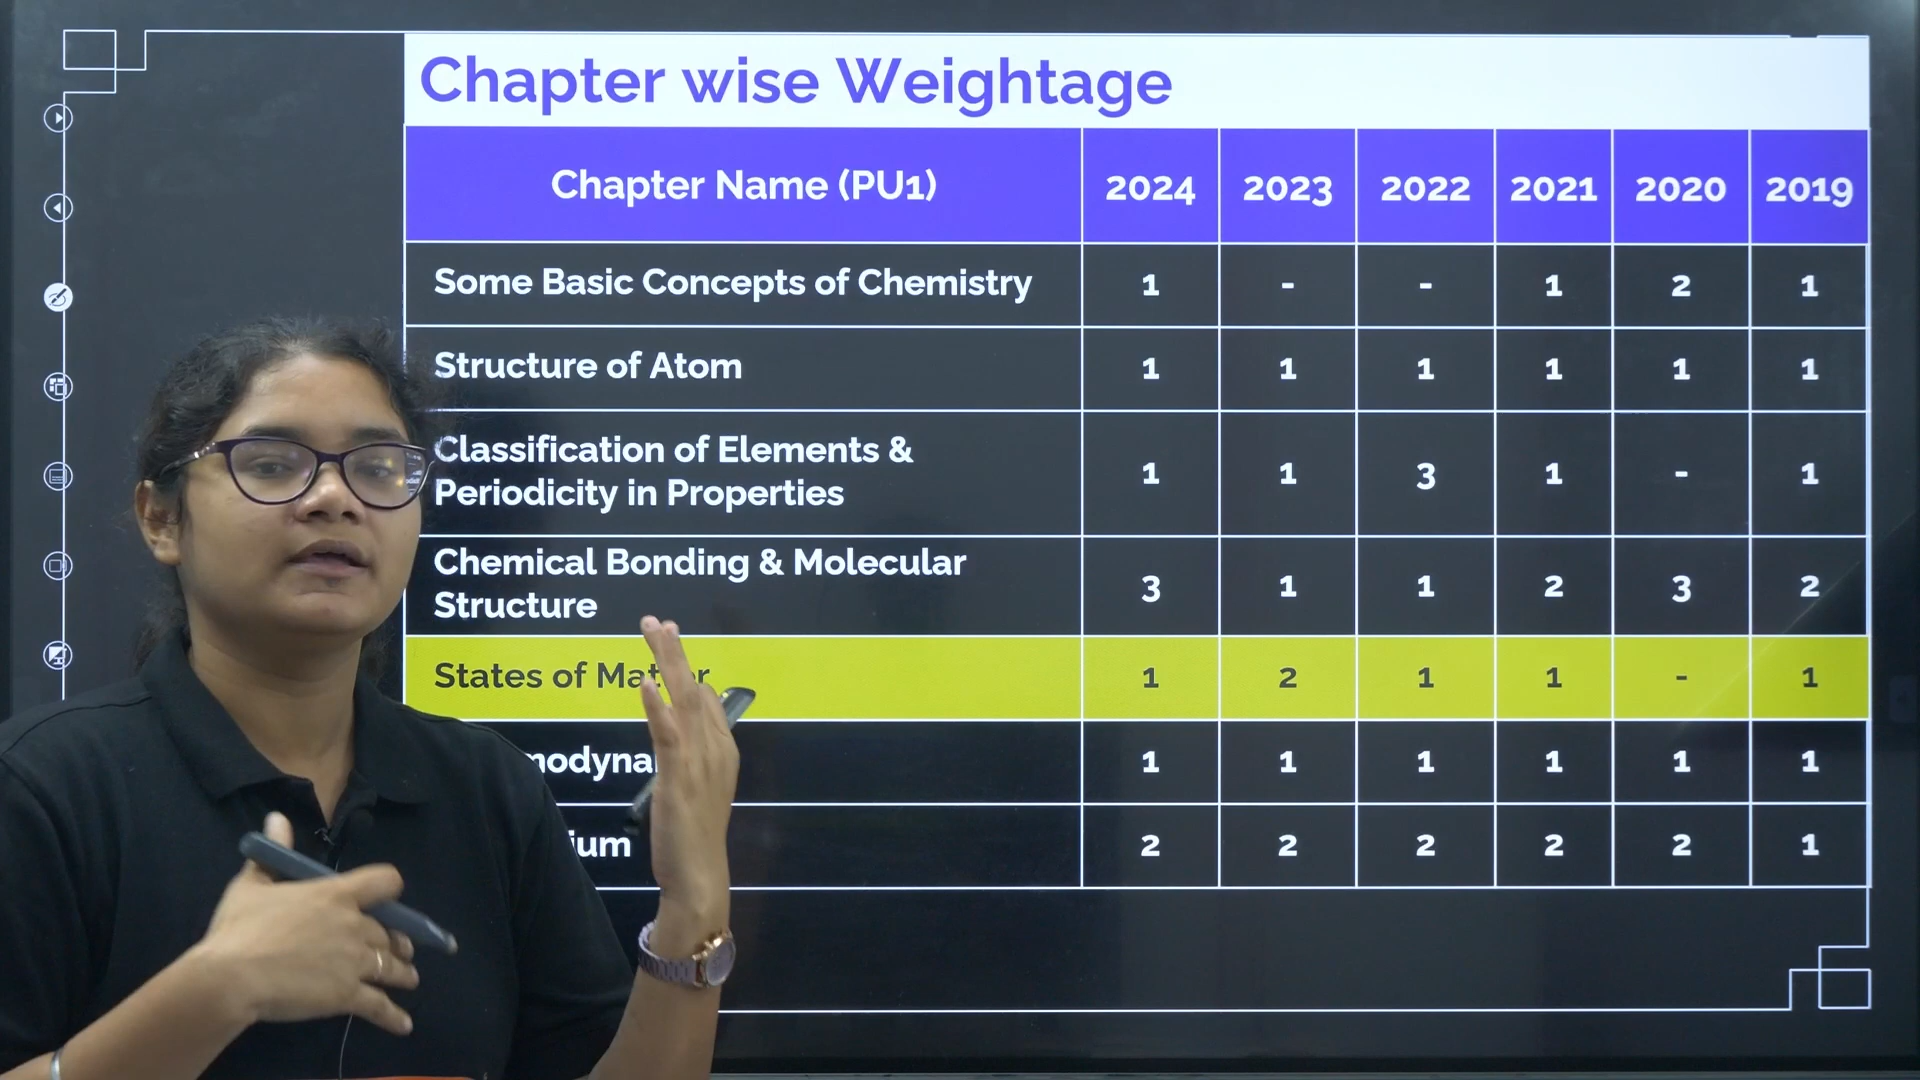 Chapter wise Weightage
Chapter Name (PU1) 2024 2023 2022 2021 2020 2019
Some Basic Concepts of Chemistry 1 - - 1 2 1
Structure of Atom 1 1 1 1 1 1
Classification of Elements &
Periodicity in Properties 1 1 3 1 - 1
Chemical Bonding & Molecular
Structure 3 1 1 2 3 2
States of 1 2 1 1 - 1
1 1 1 1 1 1
2 2 2 2 2 1